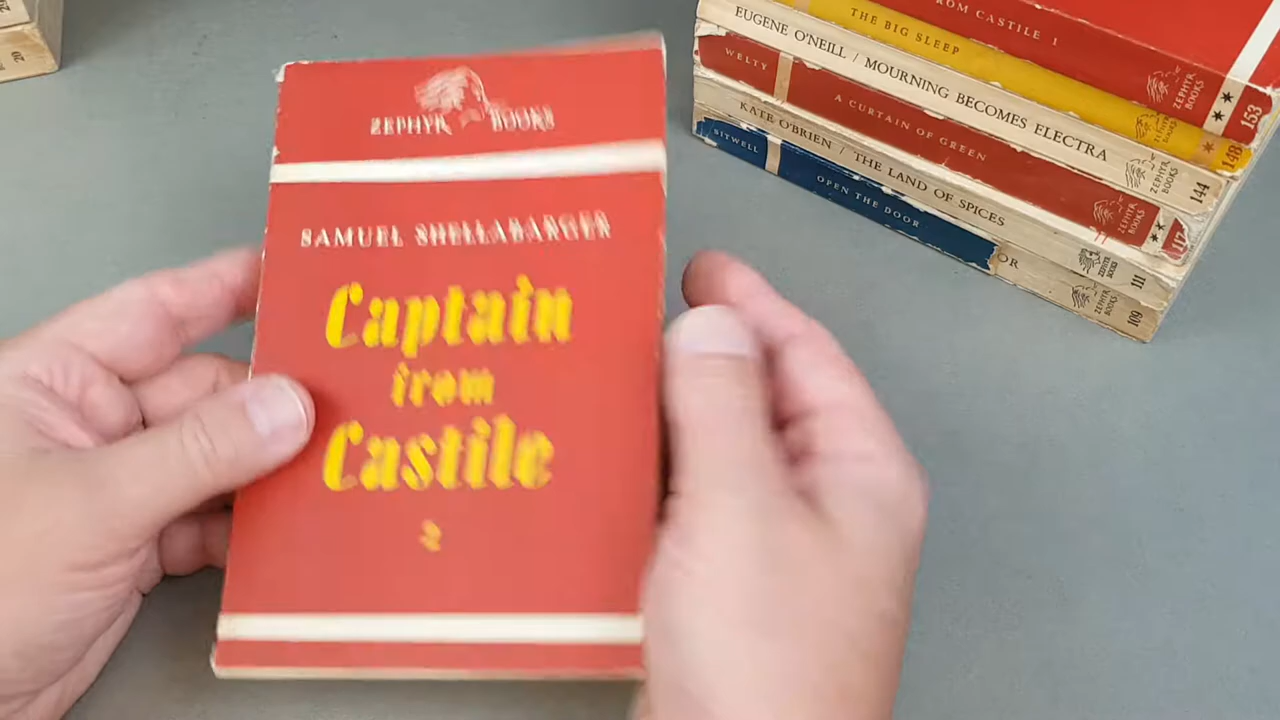 ZEPHYR BOOKS
SAMUEL SHELLABARGER
Captain
from
Castile
2
ROM CASTILE 1
ZEPHYR
BOOKS
153
THE BIG SLEEP
148
EUGENE O'NEILL / MOURNING BECOMES ELECTRA
ZEPHYR
BOOKS
144
WELTY
A CURTAIN OF GREEN
ZEPHYR
BOOKS
KATE O'BRIEN / THE LAND OF SPICES
ZEPHYR
BOOKS
111
SITWELL
OPEN THE DOOR
OR
ZEPHYR
BOOKS
109